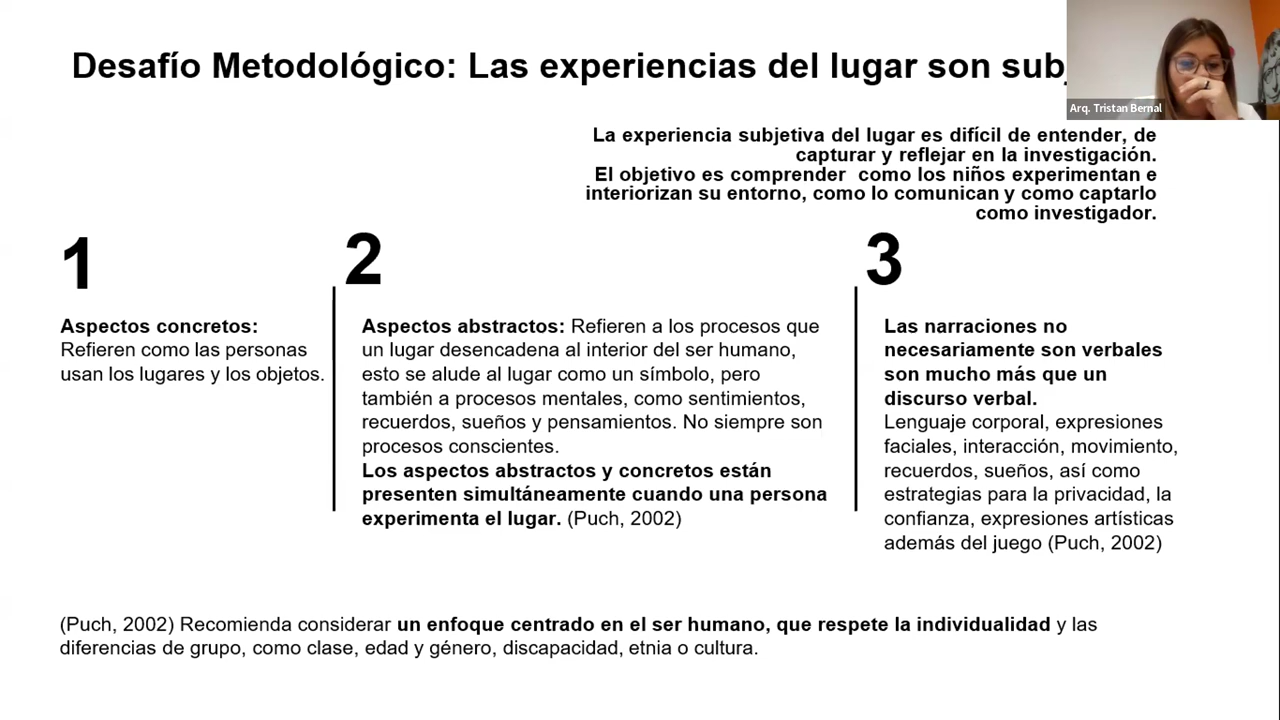 Desafío Metodológico: Las experiencias del lugar son
Arq. Tristan Bernal
La experiencia subjetiva del lugar es difícil de entender, de
capturar y reflejar en la investigación.
El objetivo es comprender como los niños experimentan e
interiorizan su entorno, como lo comunican y como captarlo
como investigador.
1
Aspectos concretos:
Refieren como las personas
usan los lugares y los objetos.
2
Aspectos abstractos: Refieren a los procesos que
un lugar desencadena al interior del ser humano,
esto se alude al lugar como un símbolo, pero
también a procesos mentales, como sentimientos,
recuerdos, sueños y pensamientos. No siempre son
procesos conscientes.
Los aspectos abstractos y concretos están
presenten simultáneamente cuando una persona
experimenta el lugar. (Puch, 2002)
3
Las narraciones no
necesariamente son verbales
son mucho más que un
discurso verbal.
Lenguaje corporal, expresiones
faciales, interacción, movimiento,
recuerdos, sueños, así como
estrategias para la privacidad, la
confianza, expresiones artísticas
además del juego (Puch, 2002)
(Puch, 2002) Recomienda considerar un enfoque centrado en el ser humano, que respete la individualidad y las
diferencias de grupo, como clase, edad y género, discapacidad, etnia o cultura.